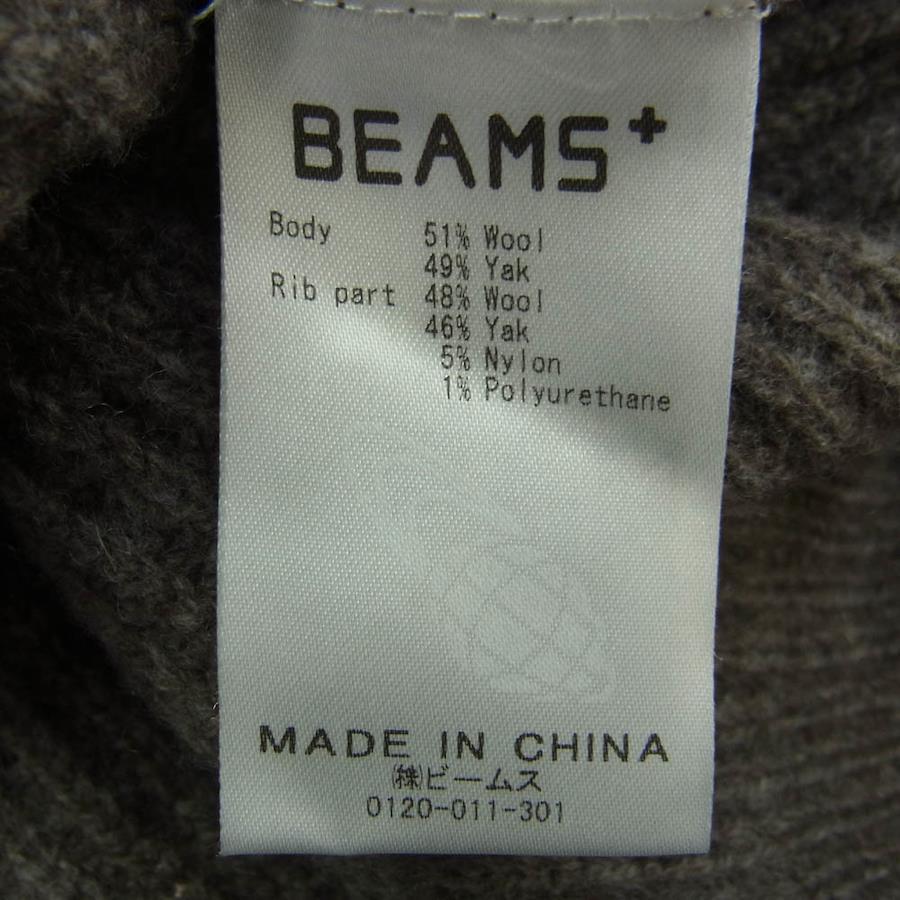 BEAMS+
Body 51% Wool
49% Yak
Rib part 48% Wool
46% Yak
5% Nylon
1% Polyurethane
MADE IN CHINA
㈱ビームス
0120-011-301